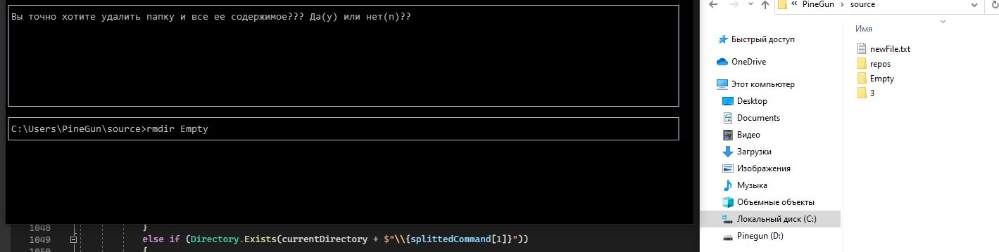 Вы точно хотите удалить папку и все ее содержимое??? Да(y) или нет(n)??
C:\Users\PineGun\source>rmdir Empty
1048 }
1049 else if (Directory.Exists(currentDirectory + $"\\{splittedCommand[1]}"))
1050 {
« PineGun › source
Имя
newFile.txt
repos
Empty
3
Быстрый доступ
OneDrive
Этот компьютер
Desktop
Documents
Видео
Загрузки
Изображения
Музыка
Объемные объекты
Локальный диск (C:)
Pinegun (D:)